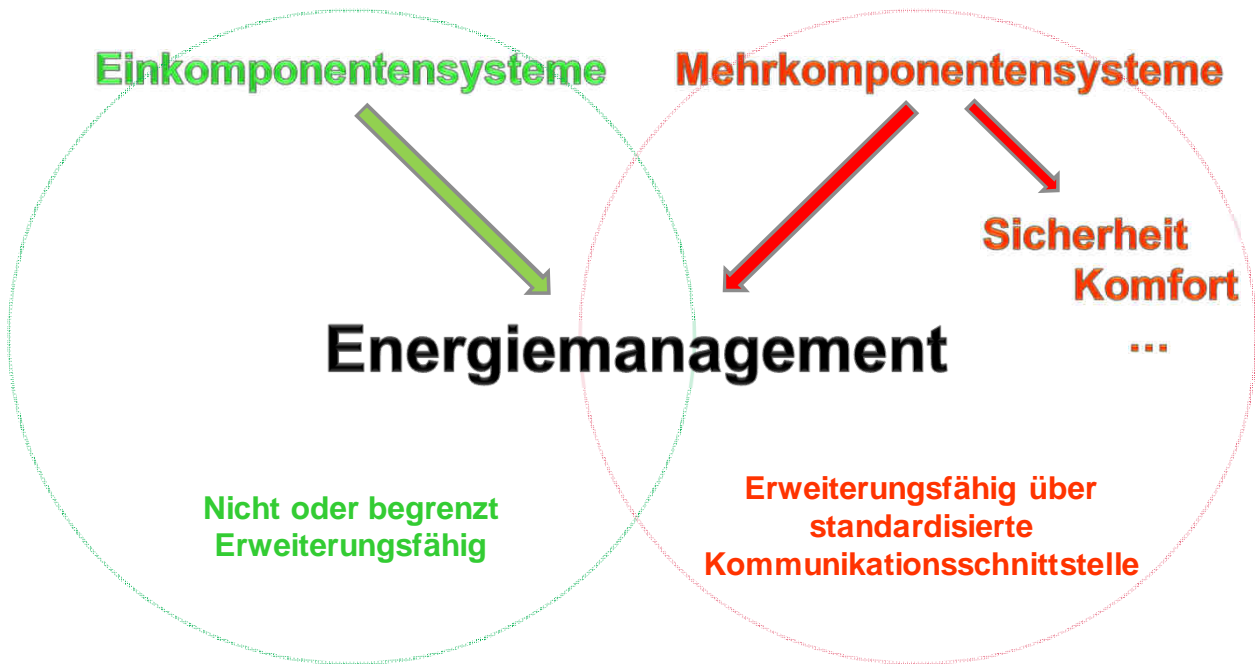 Einkomponentensysteme
Mehrkomponentensysteme
Sicherheit
Komfort
...
Energiemanagement
Nicht oder begrenzt
Erweiterungsfähig
Erweiterungsfähig über
standardisierte
Kommunikationsschnittstelle